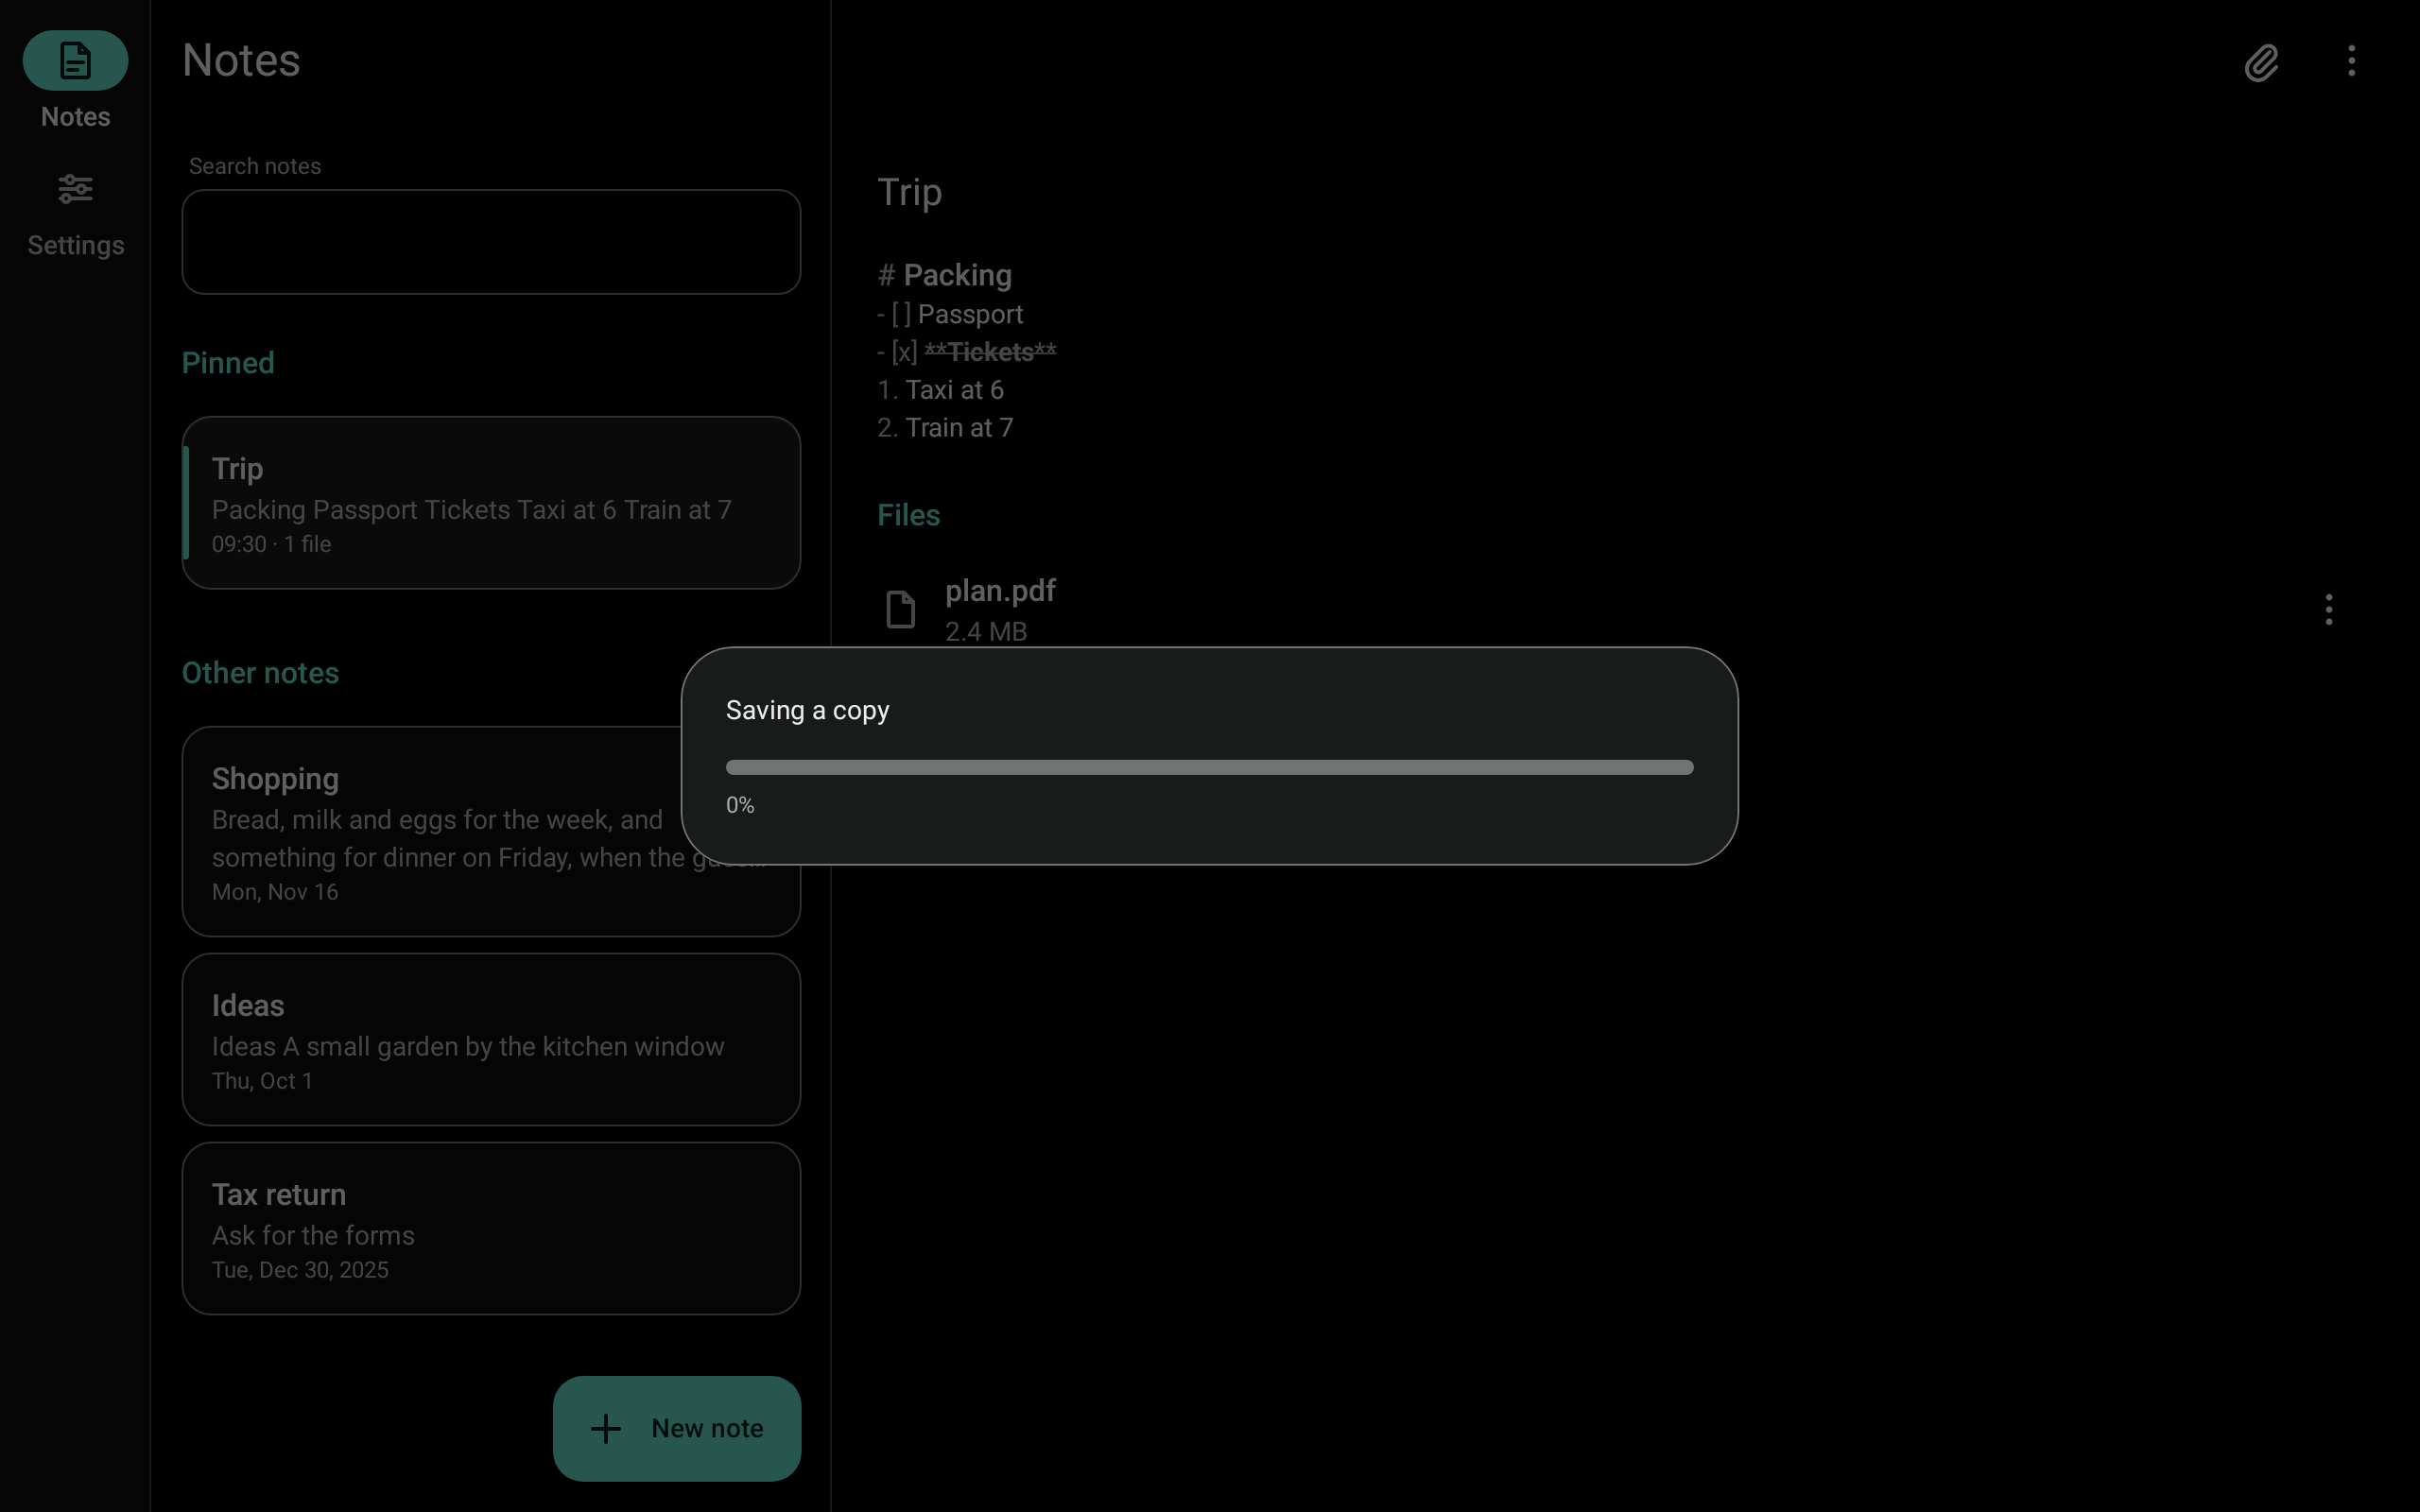 Notes
Settings
Notes
Search notes
Pinned
Trip
Packing Passport Tickets Taxi at 6 Train at 7
09:30 · 1 file
Other notes
Shopping
Bread, milk and eggs for the week, and
something for dinner on Friday, when the
Mon, Nov 16
Ideas
Ideas A small garden by the kitchen window
Thu, Oct 1
Tax return
Ask for the forms
Tue, Dec 30, 2025
New note
Trip
# Packing
- [ ] Passport
- [x] **Tickets**
1. Taxi at 6
2. Train at 7
Files
plan.pdf
2.4 MB
Saving a copy
0%